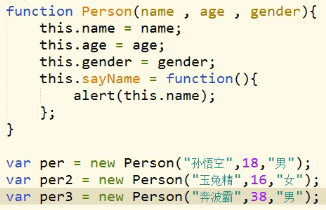 function Person(name , age , gender){
this.name = name;
this.age = age;
this.gender = gender;
this.sayName = function(){
alert(this.name);
};
}
var per = new Person("孙悟空",18,"男");
var per2 = new Person("玉兔精",16,"女");
var per3 = new Person("奔波霸",38,"男");